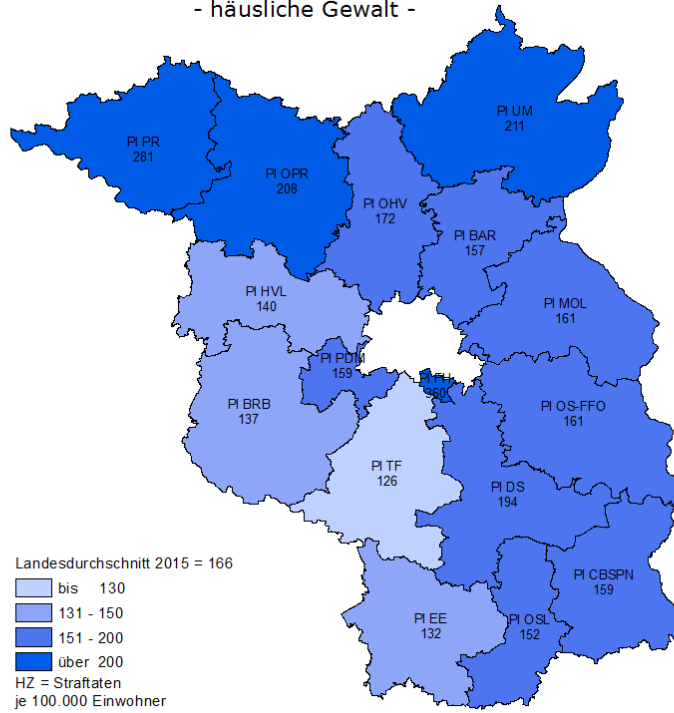 - häusliche Gewalt -
PI UM
211
PI PR
281
PI OPR
208
PI OHV
172
PI BAR
157
PI HVL
140
PI MOL
161
PI PDM
159
PI FH
360
PI BRB
137
PI OS-FFO
161
PI TF
126
PI DS
194
PI CBSPN
159
PI EE
132
PI OSL
152
Landesdurchschnitt 2015 = 166
bis 130
131 - 150
151 - 200
über 200
HZ = Straftaten
je 100.000 Einwohner